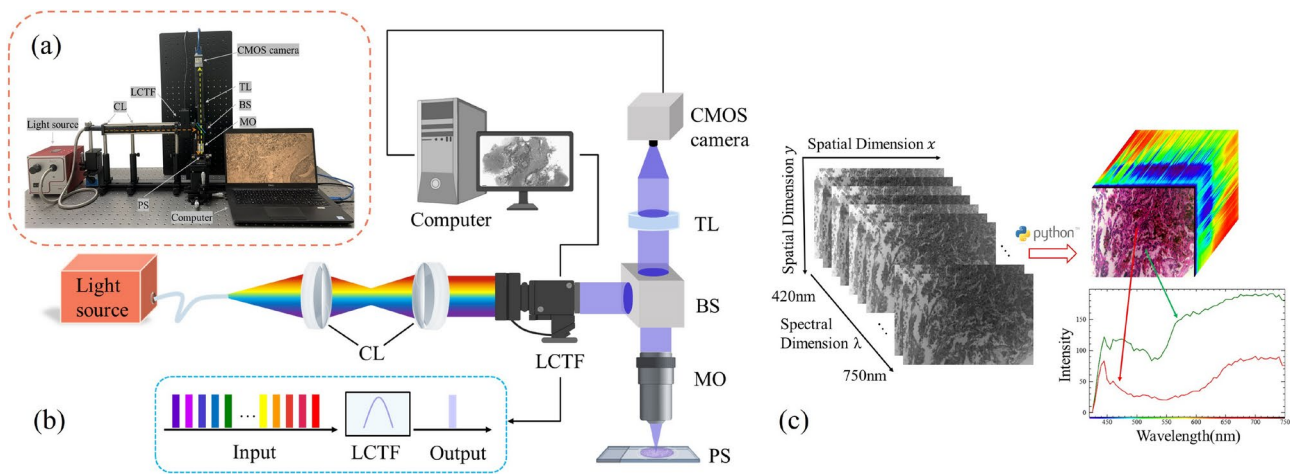 (a)
CMOS camera
LCTF
TL
CL
BS
MO
Light source
PS
Computer
Computer
CMOS
camera
TL
Light
source
CL
LCTF
BS
MO
PS
(b)
...
Input
LCTF
Output
Spatial Dimension x
Spatial Dimension y
420nm
Spectral
Dimension λ
750nm
python™
(c)
Intensity
150
100
50
0
420 450 500 550 600 650 700 750
Wavelength(nm)